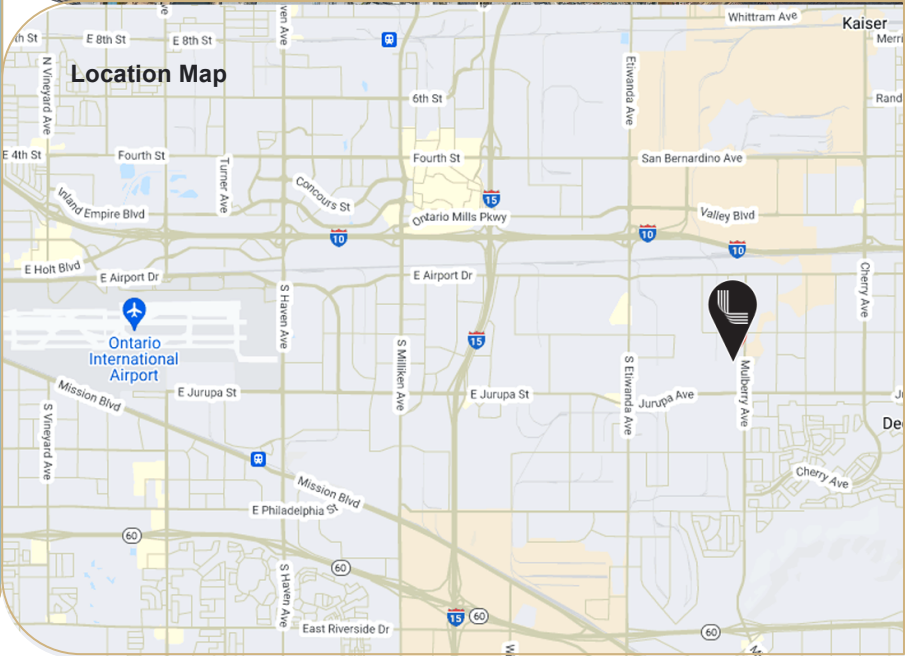 Whittram Ave
Kaiser
E 8th St
E 8th St
Merri
Location Map
N Vineyard Ave
Etiwanda Ave
6th St
Rand
E 4th St
Fourth St
Turner Ave
Fourth St
San Bernardino Ave
Concours St
15
Inland Empire Blvd
Ontario Mills Pkwy
Valley Blvd
10
10
10
E Holt Blvd
E Airport Dr
E Airport Dr
Cherry Ave
S Haven Ave
Ontario
International
Airport
15
S Milliken Ave
S Etiwanda Ave
Mulberry Ave
Mission Blvd
E Jurupa St
E Jurupa St
Jurupa Ave
S Vineyard Ave
De
Cherry Ave
Mission Blvd
E Philadelphia St
60
60
S Haven Ave
15
60
60
East Riverside Dr